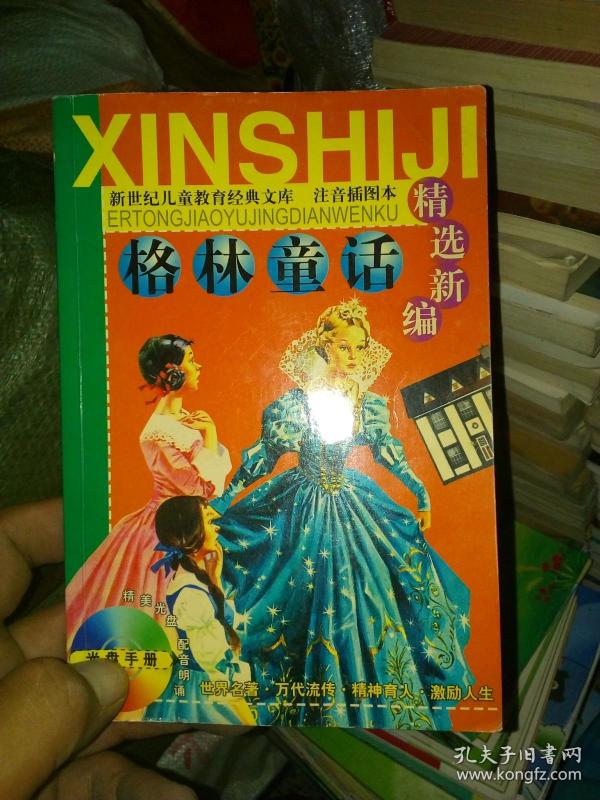 XINSHIJI
新世纪儿童教育经典文库 注音插图本
ERTONGJIAOYUJINGDIANWENKU
格林童话
精选新编
精美光盘 配音朗诵
光盘手册
世界名著·万代流传·精神育人·激励人生
孔夫子旧书网
www.kongfz.com